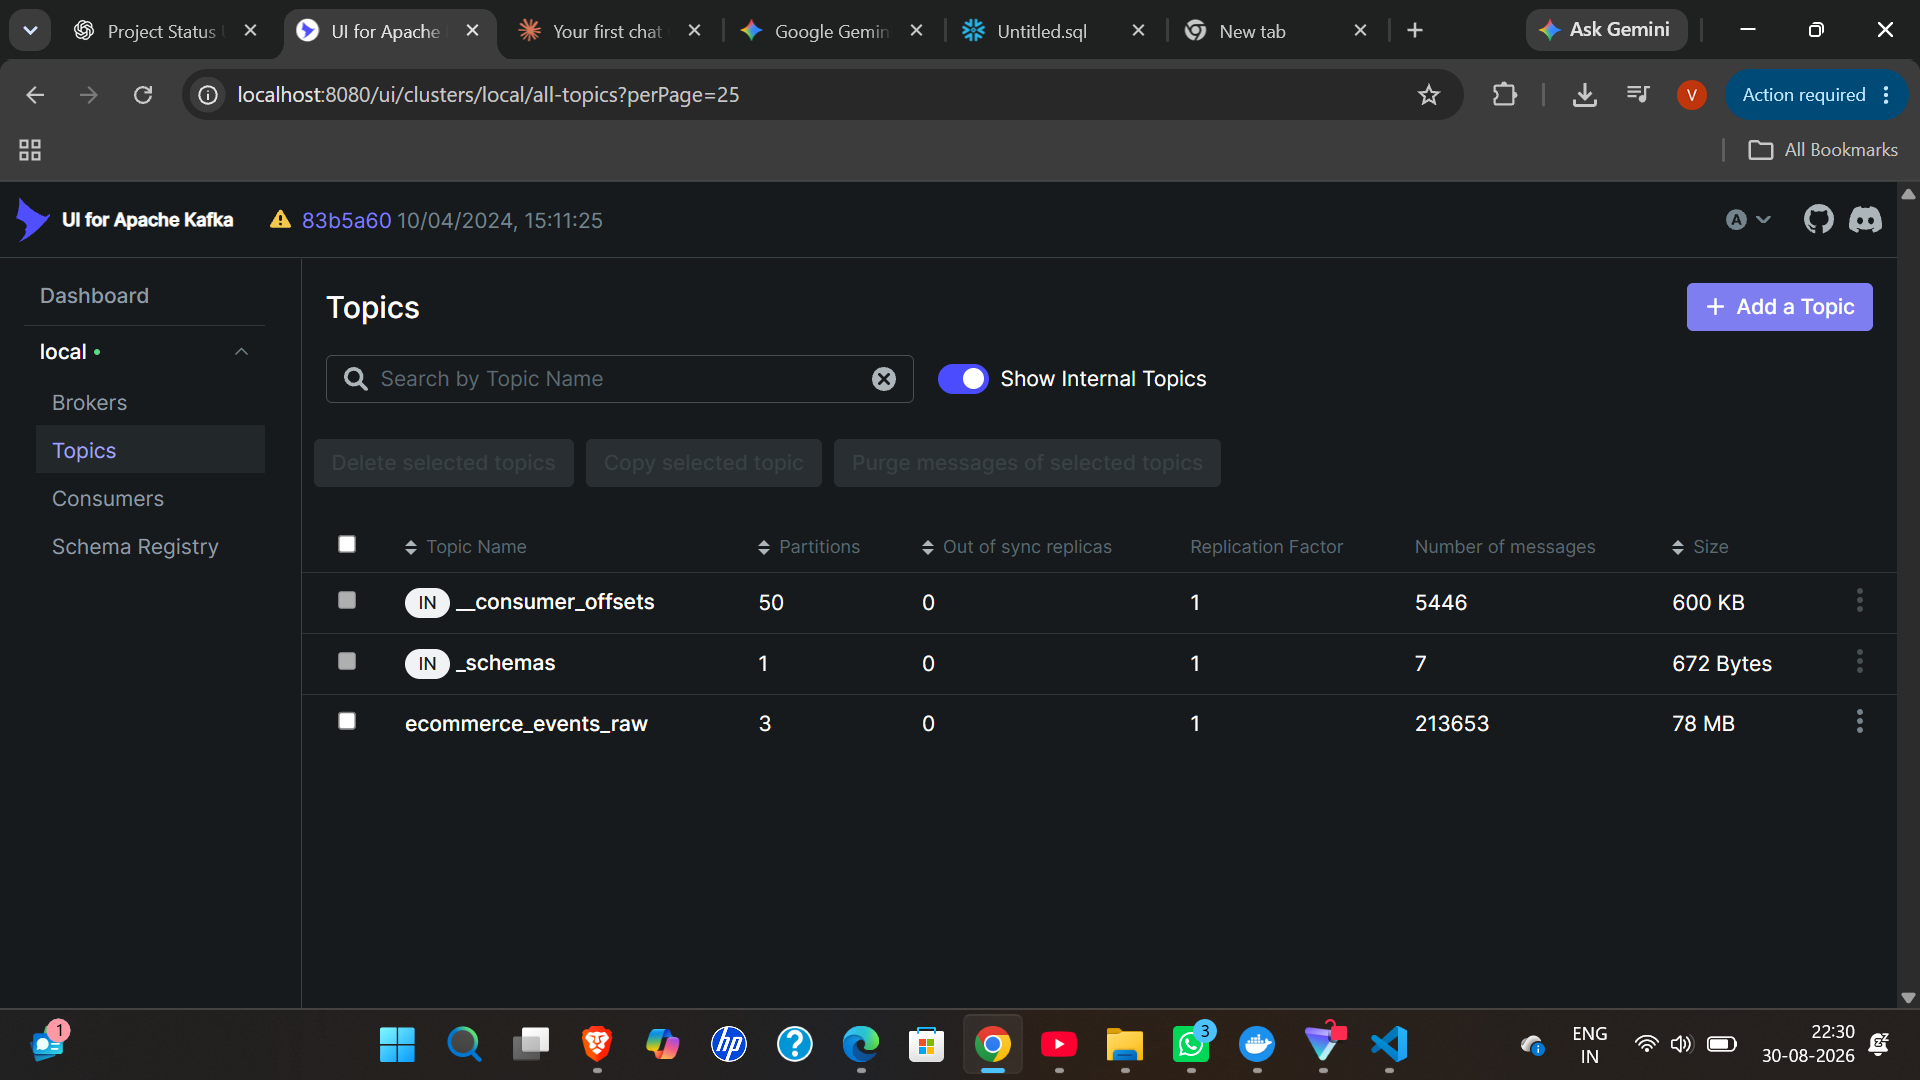 Project Status
UI for Apache
Your first chat
Google Gemin
Untitled.sql
New tab
Ask Gemini
localhost:8080/ui/clusters/local/all-topics?perPage=25
V
Action required
All Bookmarks
UI for Apache Kafka
83b5a60 10/04/2024, 15:11:25
A
Dashboard
local
Brokers
Topics
Consumers
Schema Registry
Topics
+ Add a Topic
Search by Topic Name
Show Internal Topics
Delete selected topics
Copy selected topic
Purge messages of selected topics
Topic Name Partitions Out of sync replicas Replication Factor Number of messages Size
IN __consumer_offsets 50 0 1 5446 600 KB
IN _schemas 1 0 1 7 672 Bytes
ecommerce_events_raw 3 0 1 213653 78 MB
1
hp
?
3
ENG
IN
22:30
30-08-2026